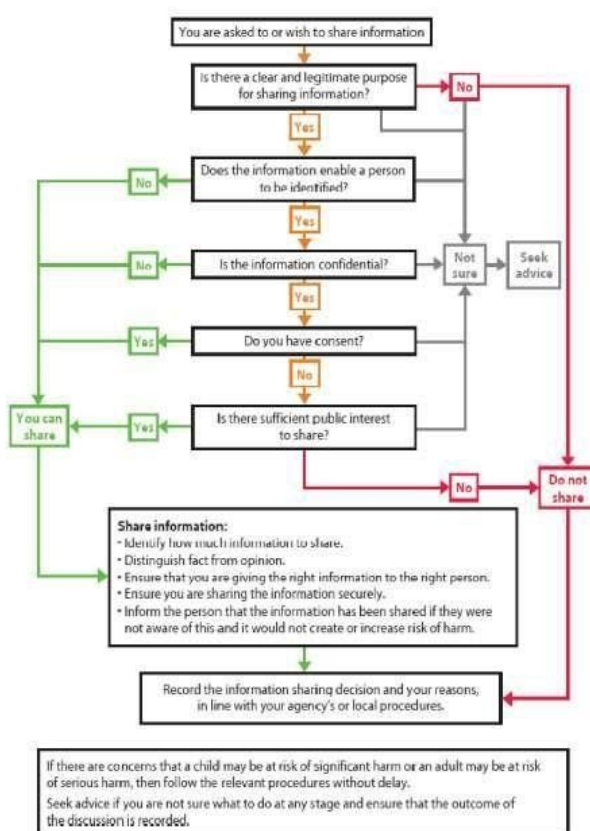 You are asked to or wish to share information
Is there a clear and legitimate purpose
for sharing information?
No
Yes
Does the information enable a person
to be identified?
No
Yes
Is the information confidential?
No
Not
sure
Seek
advice
Yes
Do you have consent?
Yes
No
You can
share
Yes
Is there sufficient public interest
to share?
No
Do not
share
Share information:
• Identify how much information to share.
• Distinguish fact from opinion.
• Ensure that you are giving the right information to the right person.
• Ensure you are sharing the information securely.
• Inform the person that the information has been shared if they were
not aware of this and it would not create or increase risk of harm.
Record the information sharing decision and your reasons,
in line with your agency's or local procedures.
If there are concerns that a child may be at risk of significant harm or an adult may be at risk
of serious harm, then follow the relevant procedures without delay.
Seek advice if you are not sure what to do at any stage and ensure that the outcome of
the discussion is recorded.